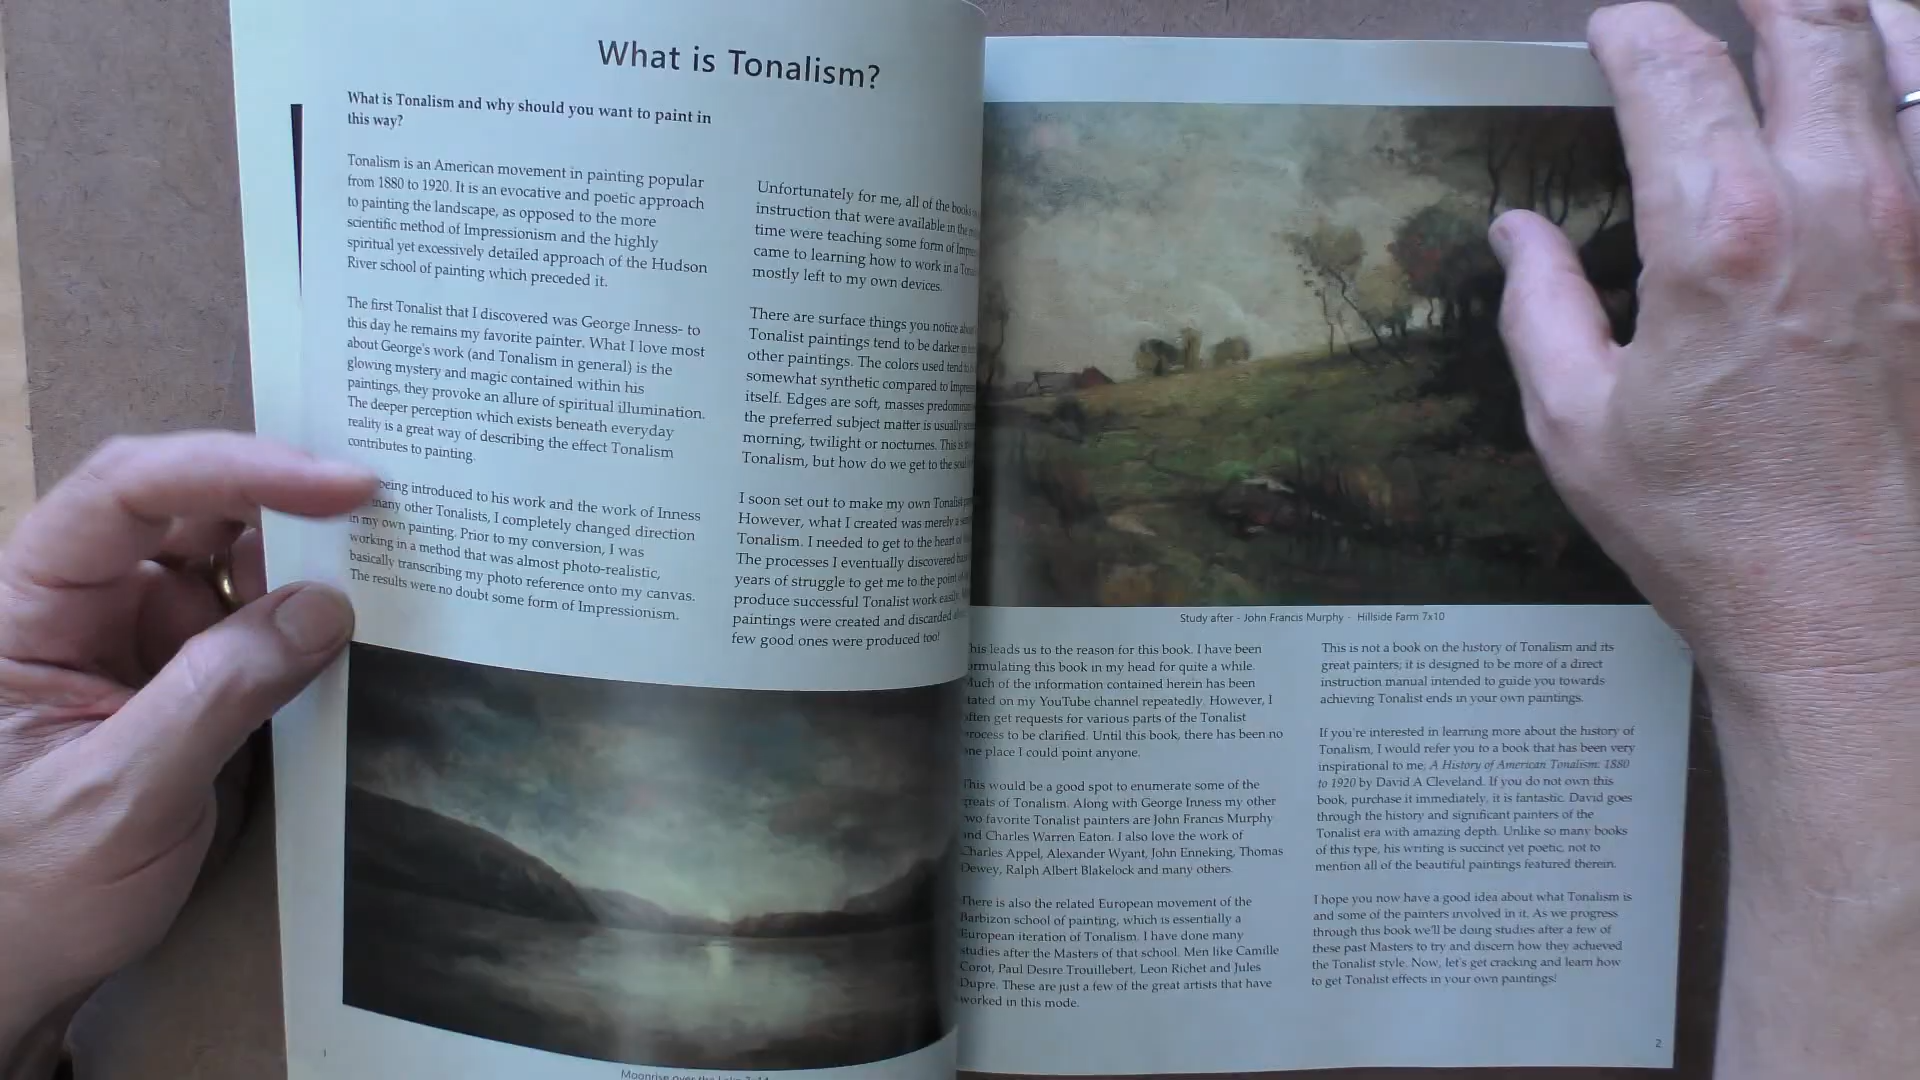 What is Tonalism?
What is Tonalism and why should you want to paint in
this way?
Tonalism is an American movement in painting popular
from 1880 to 1920. It is an evocative and poetic approach
to painting the landscape, as opposed to the more
scientific method of Impressionism and the highly
spiritual yet excessively detailed approach of the Hudson
River school of painting which preceded it.
The first Tonalist that I discovered was George Inness- to
this day he remains my favorite painter. What I love most
about George's work (and Tonalism in general) is the
glowing mystery and magic contained within his
paintings, they provoke an allure of spiritual illumination.
The deeper perception which exists beneath everyday
reality is a great way of describing the effect Tonalism
contributes to painting.
being introduced to his work and the work of Inness
many other Tonalists, I completely changed direction
in my own painting. Prior to my conversion, I was
working in a method that was almost photo-realistic,
basically transcribing my photo reference onto my canvas.
The results were no doubt some form of Impressionism.
Unfortunately for me, all of the books
instruction that were available in the
time were teaching some form of
came to learning how to work in a
mostly left to my own devices.
There are surface things you notice
Tonalist paintings tend to be darker
other paintings. The colors used tend
somewhat synthetic compared to
itself. Edges are soft, masses
the preferred subject matter is usually
morning, twilight or nocturnes. This is
Tonalism, but how do we get to the
I soon set out to make my own Tonalist
However, what I created was merely a
Tonalism. I needed to get to the heart
The processes I eventually discovered
years of struggle to get me to the point
produce successful Tonalist work easily.
paintings were created and discarded
few good ones were produced too!
1
Moonrise over the
Study after - John Francis Murphy - Hillside Farm 7x10
This leads us to the reason for this book. I have been
formulating this book in my head for quite a while.
Much of the information contained herein has been
stated on my YouTube channel repeatedly. However, I
often get requests for various parts of the Tonalist
process to be clarified. Until this book, there has been no
one place I could point anyone.
This would be a good spot to enumerate some of the
greats of Tonalism. Along with George Inness my other
two favorite Tonalist painters are John Francis Murphy
and Charles Warren Eaton. I also love the work of
Charles Appel, Alexander Wyant, John Enneking, Thomas
Dewey, Ralph Albert Blakelock and many others.
There is also the related European movement of the
Barbizon school of painting, which is essentially a
European iteration of Tonalism. I have done many
studies after the Masters of that school. Men like Camille
Corot, Paul Desire Trouillebert, Leon Richet and Jules
Dupre. These are just a few of the great artists that have
worked in this mode.
This is not a book on the history of Tonalism and its
great painters; it is designed to be more of a direct
instruction manual intended to guide you towards
achieving Tonalist ends in your own paintings.
If you're interested in learning more about the history of
Tonalism, I would refer you to a book that has been very
inspirational to me; A History of American Tonalism: 1880
to 1920 by David A Cleveland. If you do not own this
book, purchase it immediately, it is fantastic. David goes
through the history and significant painters of the
Tonalist era with amazing depth. Unlike so many books
of this type, his writing is succinct yet poetic, not to
mention all of the beautiful paintings featured therein.
I hope you now have a good idea about what Tonalism is
and some of the painters involved in it. As we progress
through this book we'll be doing studies after a few of
these past Masters to try and discern how they achieved
the Tonalist style. Now, let's get cracking and learn how
to get Tonalist effects in your own paintings!
2